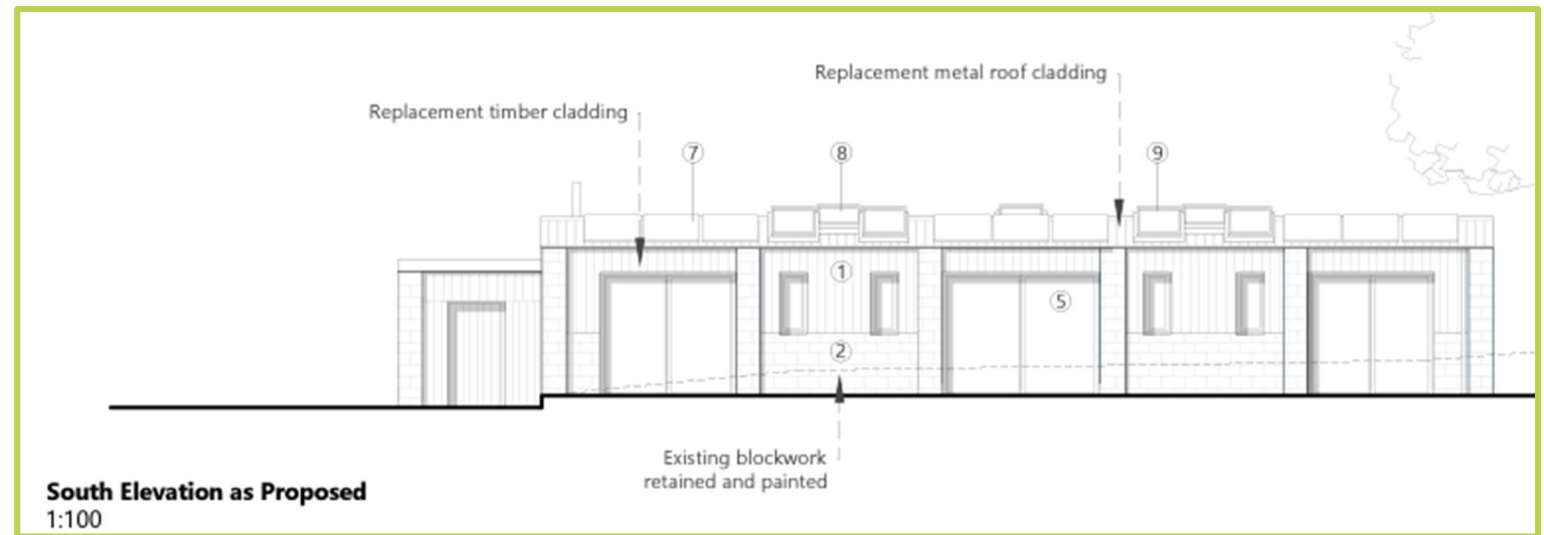 Replacement metal roof cladding
Replacement timber cladding
7
8
9
1
5
2
Existing blockwork
retained and painted
South Elevation as Proposed
1:100